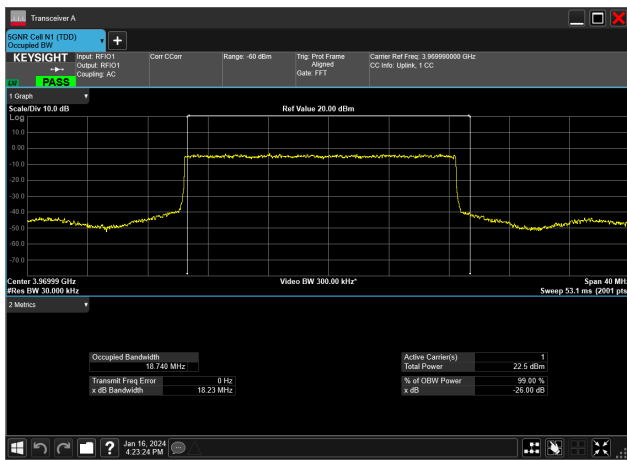 Transceiver A
5GNR Cell N1 (TDD)
Occupied BW
+
KEYSIGHT
LVI
PASS
Input: RFIO1
Output: RFIO1
Coupling: AC
Corr CCorr
Range: -60 dBm
Trig: Prot Frame
Aligned
Gate: FFT
Carrier Ref Freq: 3.969990000 GHz
CC Info: Uplink, 1 CC
1 Graph
Scale/Div 10.0 dB
Ref Value 20.00 dBm
Log
10.0
0.00
-10.0
-20.0
-30.0
-40.0
-50.0
-60.0
-70.0
Center 3.96999 GHz
Video BW 300.00 kHz*
Span 40 MHz
#Res BW 30.000 kHz
Sweep 53.1 ms (2001 pts
2 Metrics
Occupied Bandwidth
18.740 MHz
Transmit Freq Error 0 Hz
x dB Bandwidth 18.23 MHz
Active Carrier(s) 1
Total Power 22.5 dBm
% of OBW Power 99.00 %
x dB -26.00 dB
?
Jan 16, 2024
4:23:24 PM